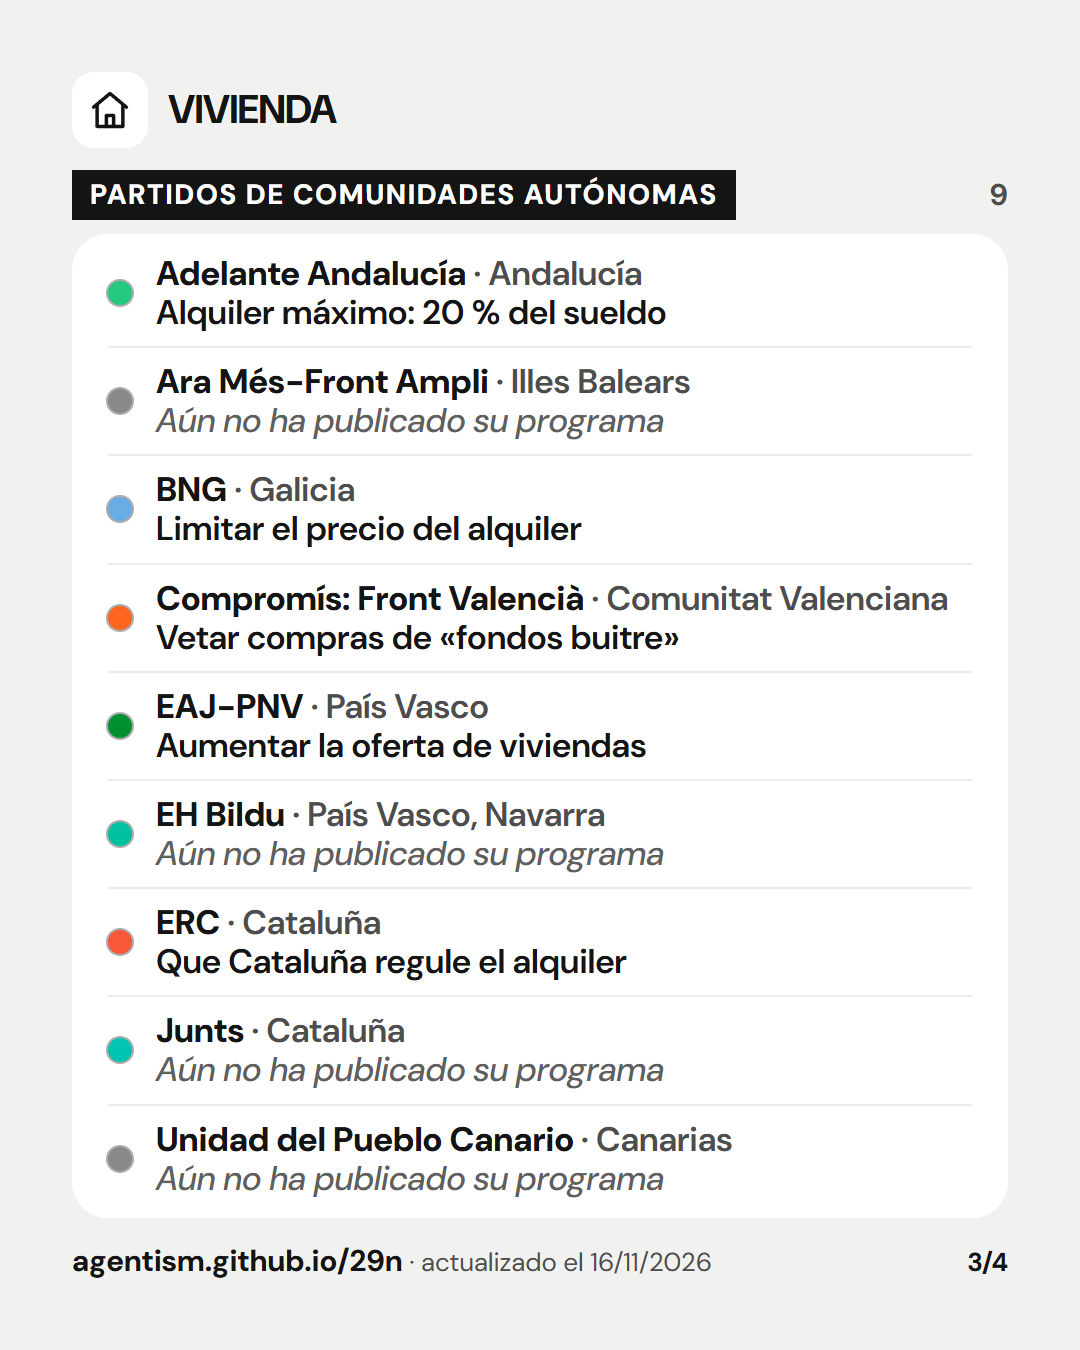 VIVIENDA
PARTIDOS DE COMUNIDADES AUTÓNOMAS 9
Adelante Andalucía · Andalucía
Alquiler máximo: 20 % del sueldo
Ara Més-Front Ampli · Illes Balears
Aún no ha publicado su programa
BNG · Galicia
Limitar el precio del alquiler
Compromís: Front Valencià · Comunitat Valenciana
Vetar compras de «fondos buitre»
EAJ-PNV · País Vasco
Aumentar la oferta de viviendas
EH Bildu · País Vasco, Navarra
Aún no ha publicado su programa
ERC · Cataluña
Que Cataluña regule el alquiler
Junts · Cataluña
Aún no ha publicado su programa
Unidad del Pueblo Canario · Canarias
Aún no ha publicado su programa
agentism.github.io/29n · actualizado el 16/11/2026 3/4